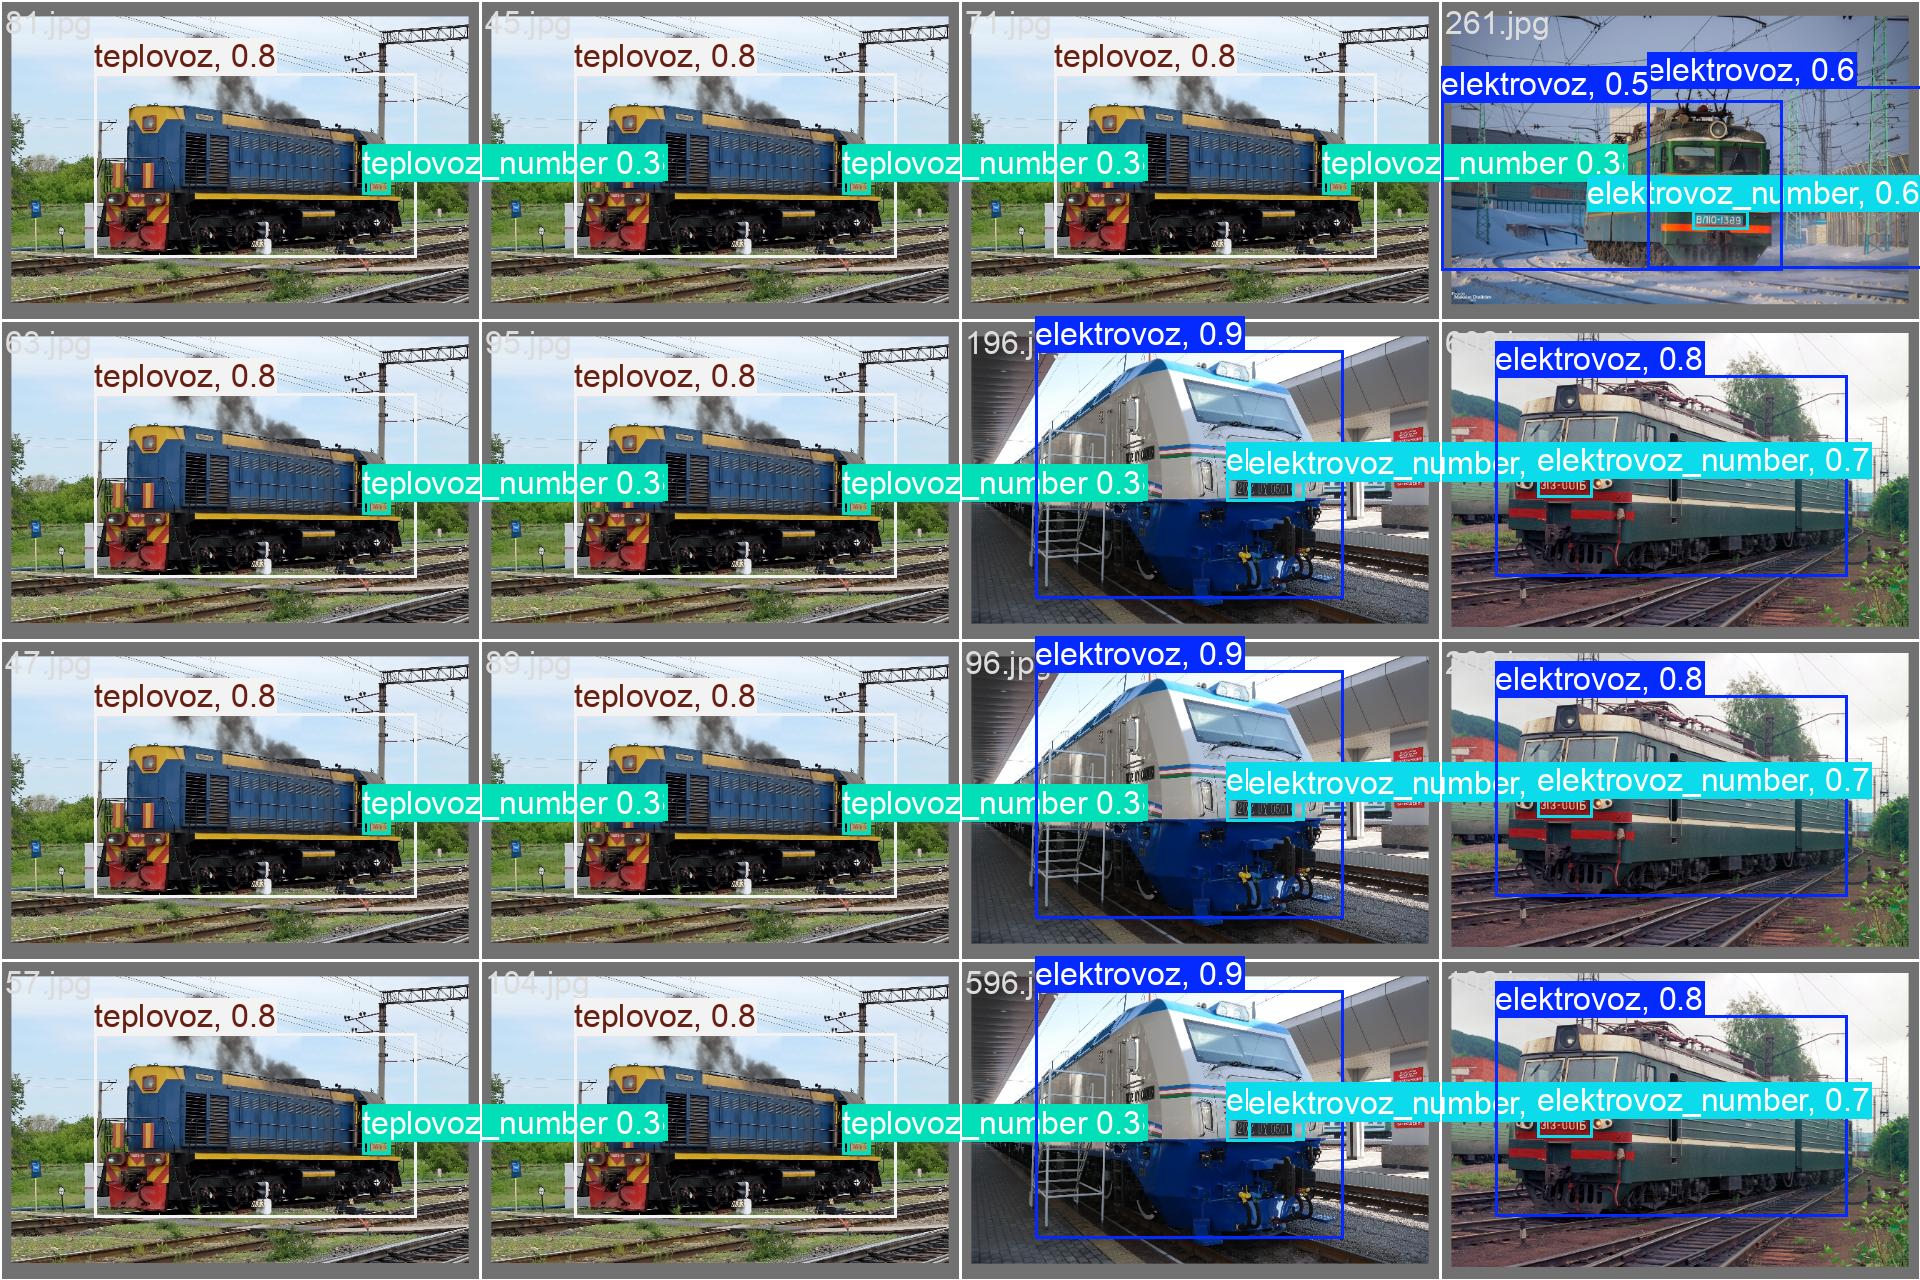 81.jpg
teplovoz, 0.8
teplovoz_number 0.3
45.jpg
teplovoz, 0.8
teplovoz_number 0.3
71.jpg
teplovoz, 0.8
teplovoz_number 0.3
261.jpg
elektrovoz, 0.5
elektrovoz, 0.6
elektrovoz_number, 0.6
ВЛ10-1389
63.jpg
teplovoz, 0.8
teplovoz_number 0.3
95.jpg
teplovoz, 0.8
teplovoz_number 0.3
196.j
elektrovoz, 0.9
elektrovoz_number,
elektrovoz, 0.8
elektrovoz_number, 0.7
47.jpg
teplovoz, 0.8
teplovoz_number 0.3
89.jpg
teplovoz, 0.8
teplovoz_number 0.3
96.jpg
elektrovoz, 0.9
elektrovoz_number,
elektrovoz, 0.8
elektrovoz_number, 0.7
57.jpg
teplovoz, 0.8
teplovoz_number 0.3
104.jpg
teplovoz, 0.8
teplovoz_number 0.3
596.j
elektrovoz, 0.9
elektrovoz_number,
elektrovoz, 0.8
elektrovoz_number, 0.7